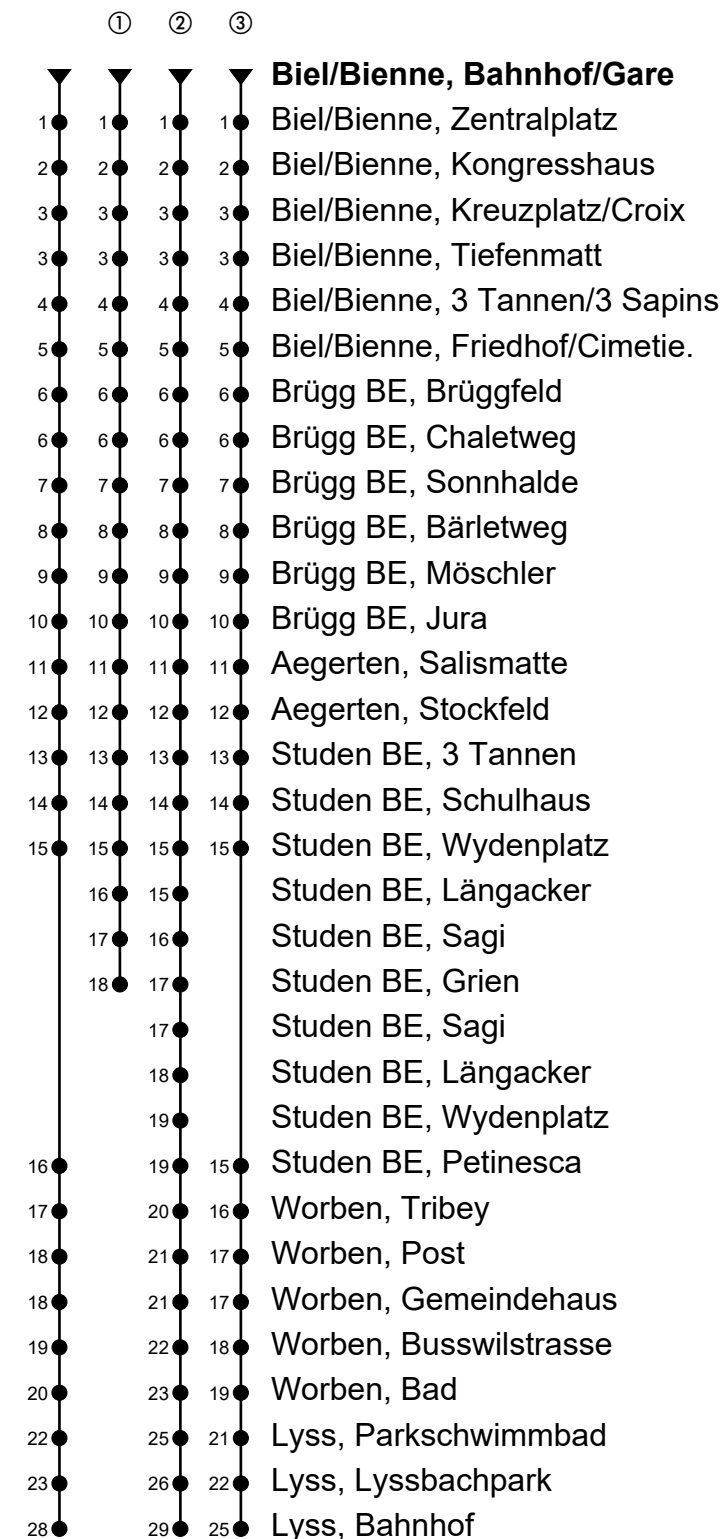 ① ② ③
Biel/Bienne, Bahnhof/Gare
1 1 1 1 Biel/Bienne, Zentralplatz
2 2 2 2 Biel/Bienne, Kongresshaus
3 3 3 3 Biel/Bienne, Kreuzplatz/Croix
3 3 3 3 Biel/Bienne, Tiefenmatt
4 4 4 4 Biel/Bienne, 3 Tannen/3 Sapins
5 5 5 5 Biel/Bienne, Friedhof/Cimetie.
6 6 6 6 Brügg BE, Brüggfeld
6 6 6 6 Brügg BE, Chaletweg
7 7 7 7 Brügg BE, Sonnhalde
8 8 8 8 Brügg BE, Bärletweg
9 9 9 9 Brügg BE, Möschler
10 10 10 10 Brügg BE, Jura
11 11 11 11 Aegerten, Salismatte
12 12 12 12 Aegerten, Stockfeld
13 13 13 13 Studen BE, 3 Tannen
14 14 14 14 Studen BE, Schulhaus
15 15 15 15 Studen BE, Wydenplatz
16 15 Studen BE, Längacker
17 16 Studen BE, Sagi
18 17 Studen BE, Grien
17 Studen BE, Sagi
18 Studen BE, Längacker
19 Studen BE, Wydenplatz
16 19 15 Studen BE, Petinesca
17 20 16 Worben, Tribey
18 21 17 Worben, Post
18 21 17 Worben, Gemeindehaus
19 22 18 Worben, Busswilstrasse
20 23 19 Worben, Bad
22 25 21 Lyss, Parkschwimmbad
23 26 22 Lyss, Lyssbachpark
28 29 25 Lyss, Bahnhof